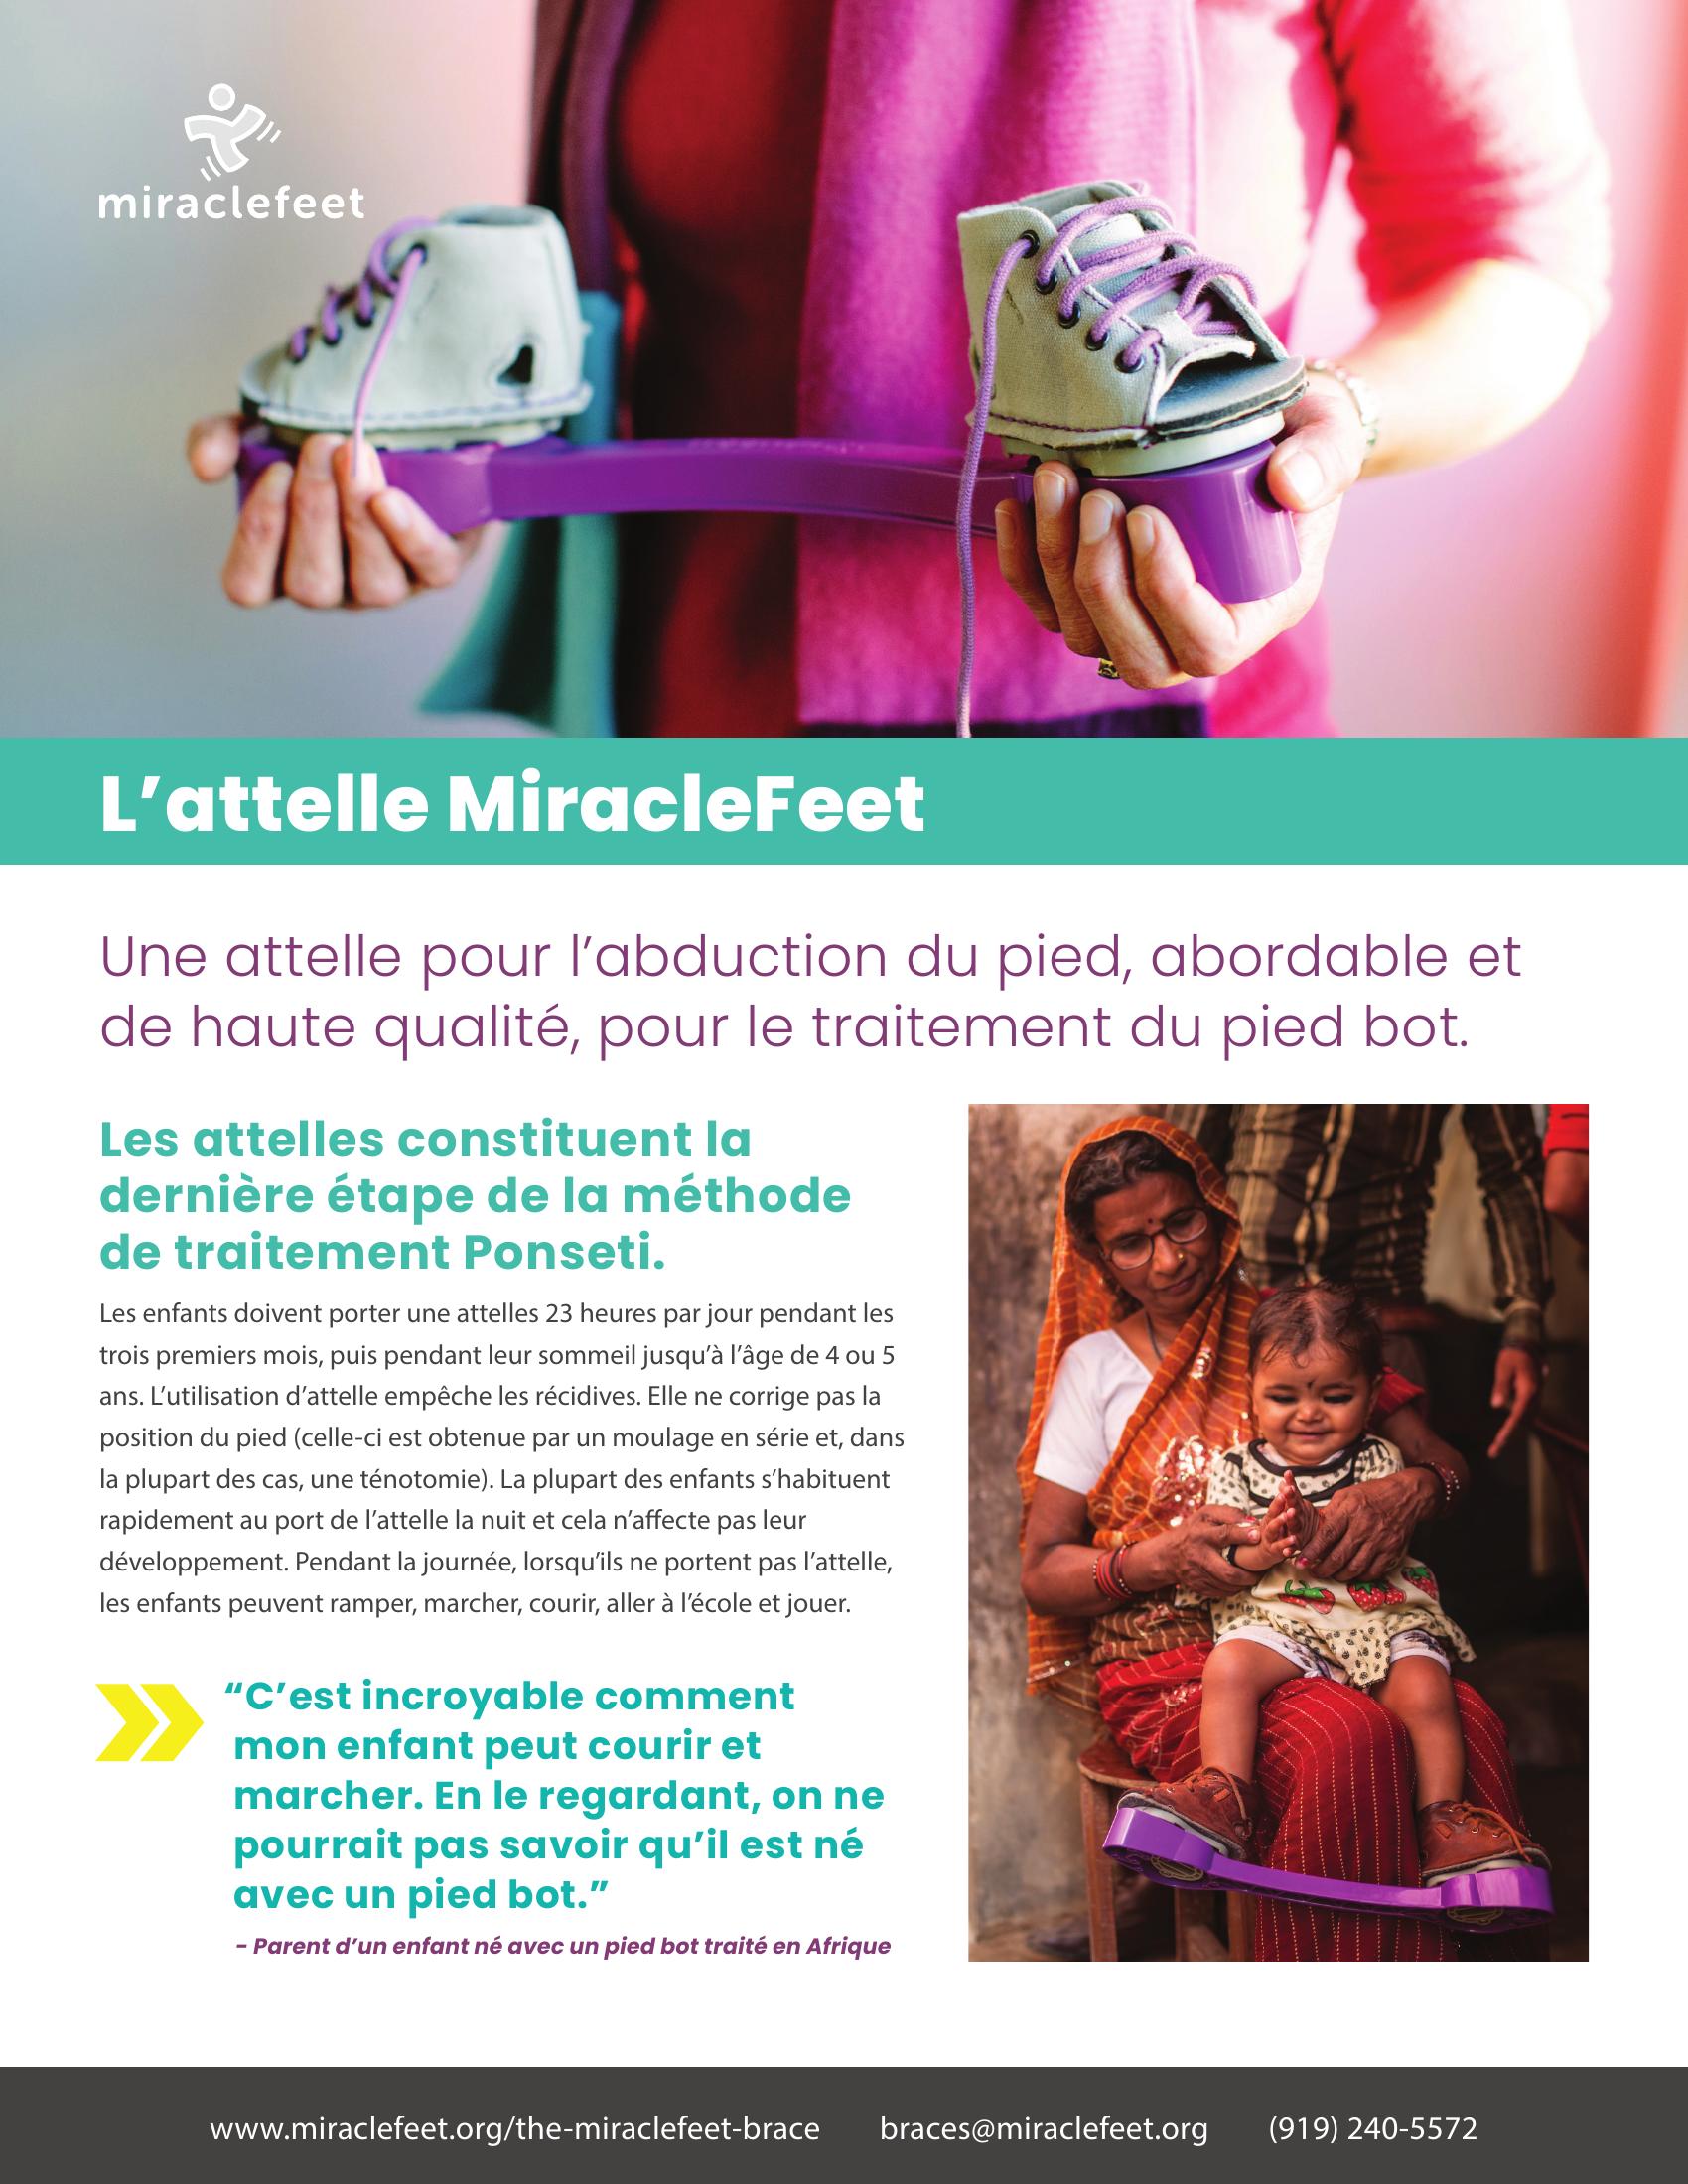 miraclefeet
L’attelle MiracleFeet
Une attelle pour l’abduction du pied, abordable et
de haute qualité, pour le traitement du pied bot.
Les attelles constituent la
dernière étape de la méthode
de traitement Ponseti.
Les enfants doivent porter une attelles 23 heures par jour pendant les
trois premiers mois, puis pendant leur sommeil jusqu’à l’âge de 4 ou 5
ans. L’utilisation d’attelle empêche les récidives. Elle ne corrige pas la
position du pied (celle-ci est obtenue par un moulage en série et, dans
la plupart des cas, une ténotomie). La plupart des enfants s’habituent
rapidement au port de l’attelle la nuit et cela n’affecte pas leur
développement. Pendant la journée, lorsqu’ils ne portent pas l’attelle,
les enfants peuvent ramper, marcher, courir, aller à l’école et jouer.
“C’est incroyable comment
mon enfant peut courir et
marcher. En le regardant, on ne
pourrait pas savoir qu’il est né
avec un pied bot.”
- Parent d’un enfant né avec un pied bot traité en Afrique
www.miraclefeet.org/the-miraclefeet-brace braces@miraclefeet.org (919) 240-5572